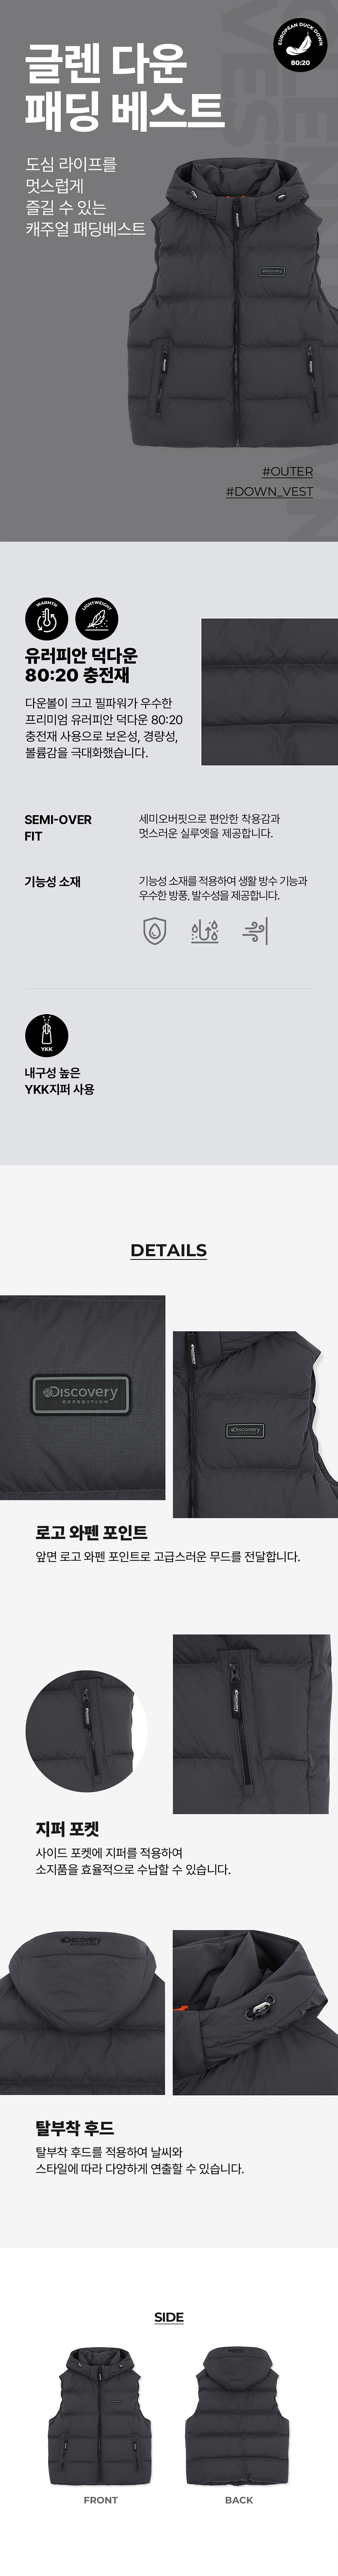 EUROPEAN DUCK DOWN
80:20
글렌 다운
패딩 베스트
도심 라이프를
멋스럽게
즐길 수 있는
캐주얼 패딩베스트
Discovery
#OUTER
#DOWN_VEST
WARMTH
LIGHTWEIGHT
유러피안 덕다운
80:20 충전재
다운볼이 크고 필파워가 우수한
프리미엄 유러피안 덕다운 80:20
충전재 사용으로 보온성, 경량성,
볼륨감을 극대화했습니다.
SEMI-OVER
FIT
세미오버핏으로 편안한 착용감과
멋스러운 실루엣을 제공합니다.
기능성 소재
기능성 소재를 적용하여 생활 방수 기능과
우수한 방풍, 발수성을 제공합니다.
YKK
내구성 높은
YKK지퍼 사용
DETAILS
Discovery
EXPEDITION
Discovery
EXPEDITION
로고 와펜 포인트
앞면 로고 와펜 포인트로 고급스러운 무드를 전달합니다.
Discovery
Discovery
지퍼 포켓
사이드 포켓에 지퍼를 적용하여
소지품을 효율적으로 수납할 수 있습니다.
Discovery
탈부착 후드
탈부착 후드를 적용하여 날씨와
스타일에 따라 다양하게 연출할 수 있습니다.
SIDE
FRONT
BACK